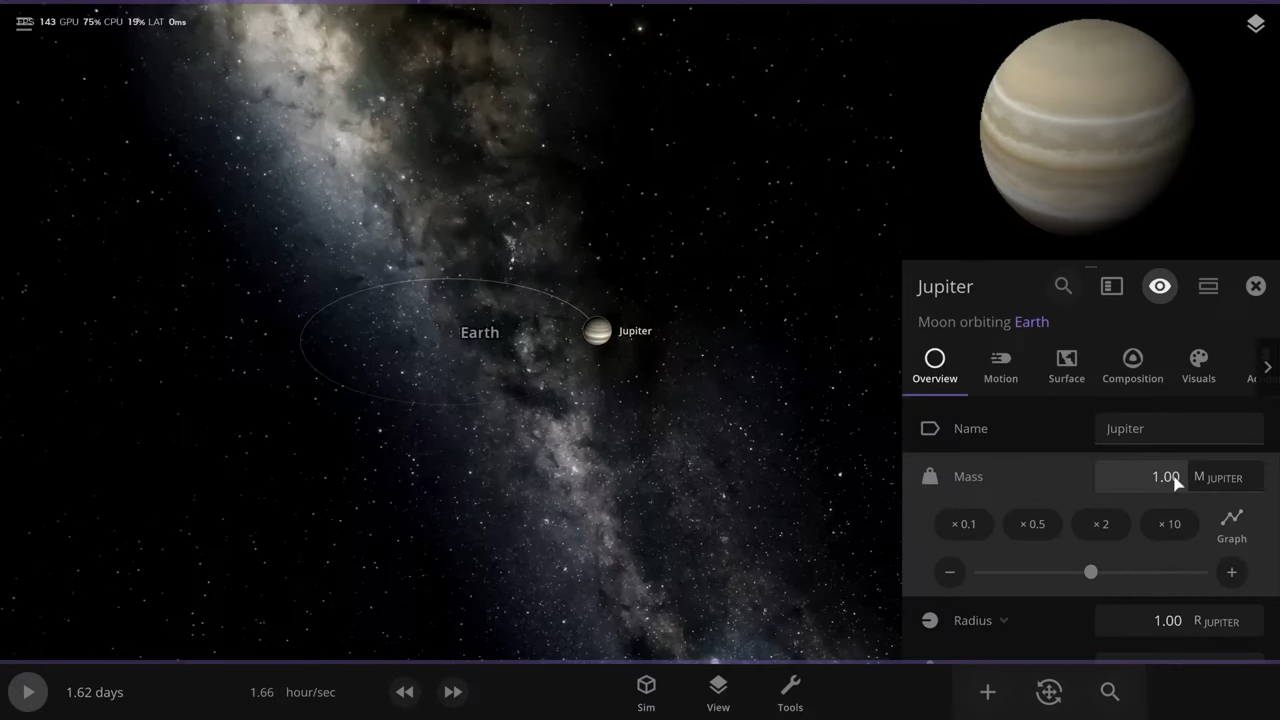 FPS 143 GPU 75% CPU 19% LAT 0ms
Earth
Jupiter
Jupiter
Moon orbiting Earth
Overview
Motion
Surface
Composition
Visuals
Ac
Name
Jupiter
Mass
1.00 M JUPITER
× 0.1
× 0.5
× 2
× 10
Graph
Radius
1.00 R JUPITER
1.62 days
1.66 hour/sec
Sim
View
Tools